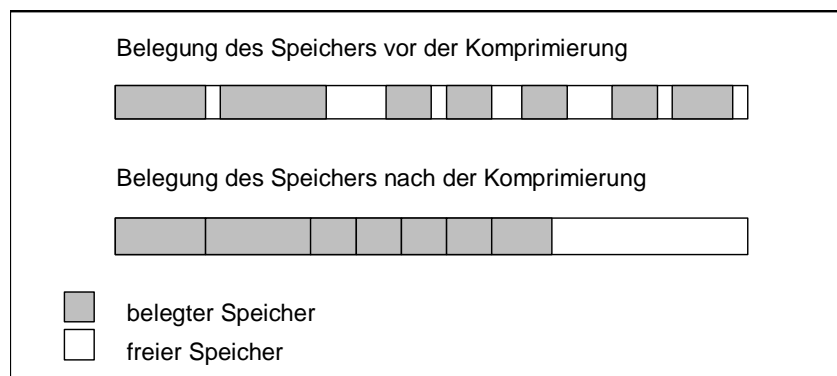 Belegung des Speichers vor der Komprimierung
Belegung des Speichers nach der Komprimierung
belegter Speicher
freier Speicher